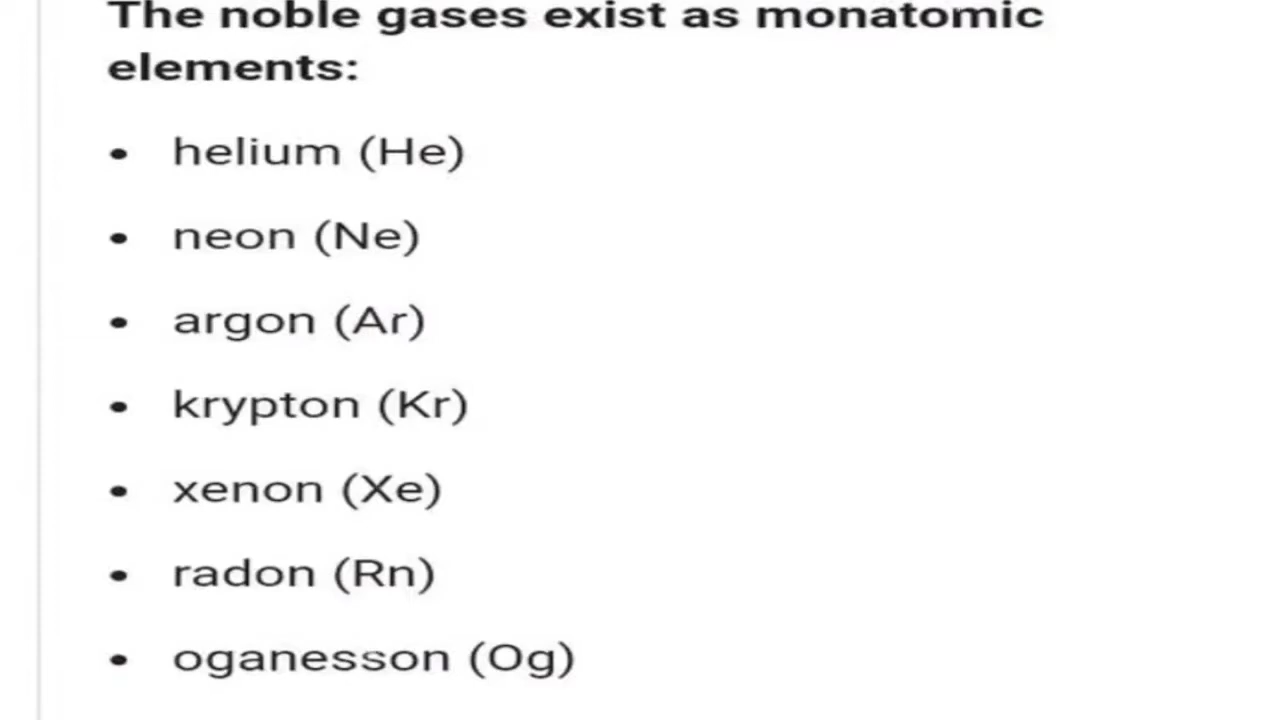 The noble gases exist as monatomic
elements:
• helium (He)
• neon (Ne)
• argon (Ar)
• krypton (Kr)
• xenon (Xe)
• radon (Rn)
• oganesson (Og)